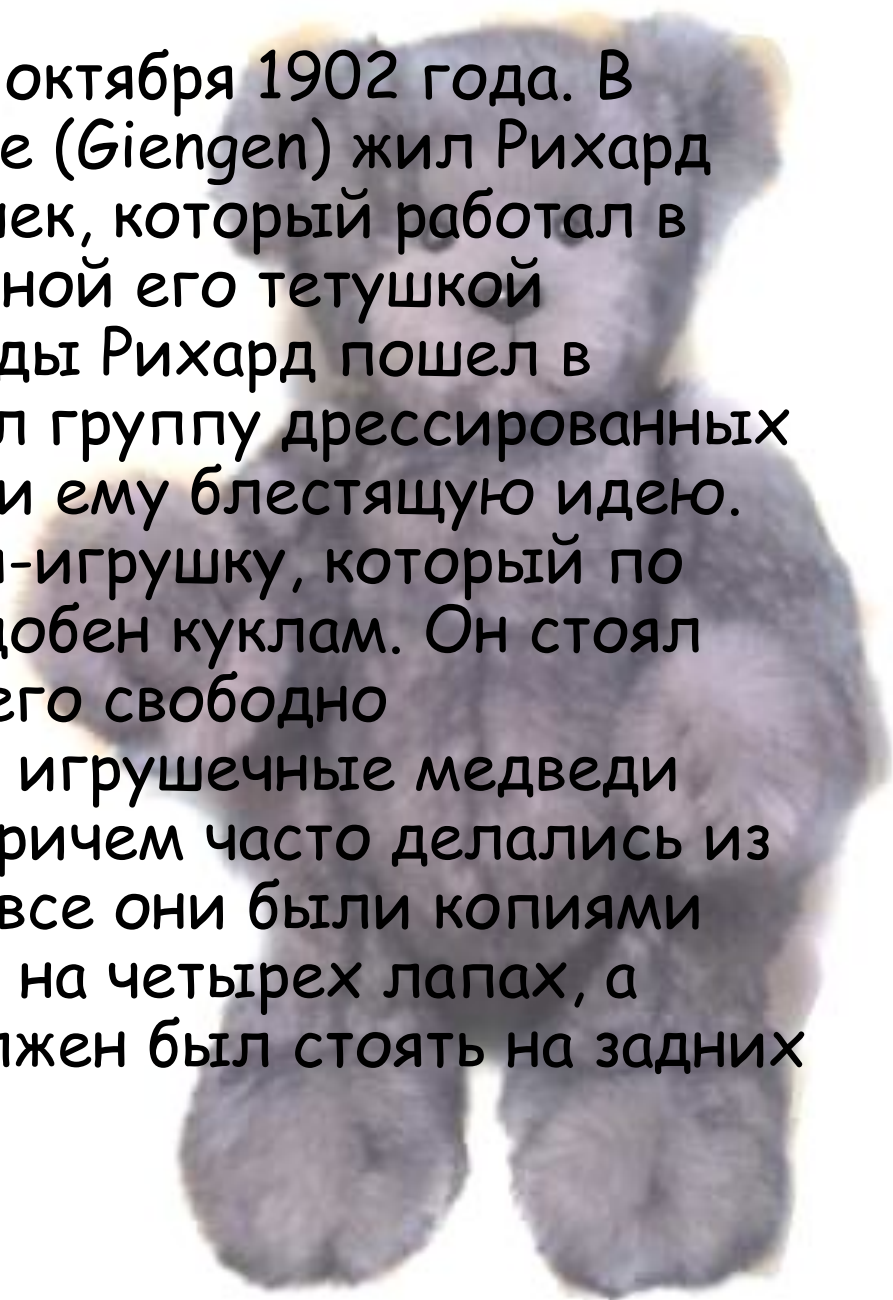 октября 1902 года. В
е (Giengen) жил Рихард
который работал в
ной его тетушкой
ды Рихард пошел в
л группу дрессированных
и ему блестящую идею.
-игрушку, который по
добен куклам. Он стоял
его свободно
игрушечные медведи
ричем часто делались из
все они были копиями
на четырех лапах, а
лжен был стоять на задних